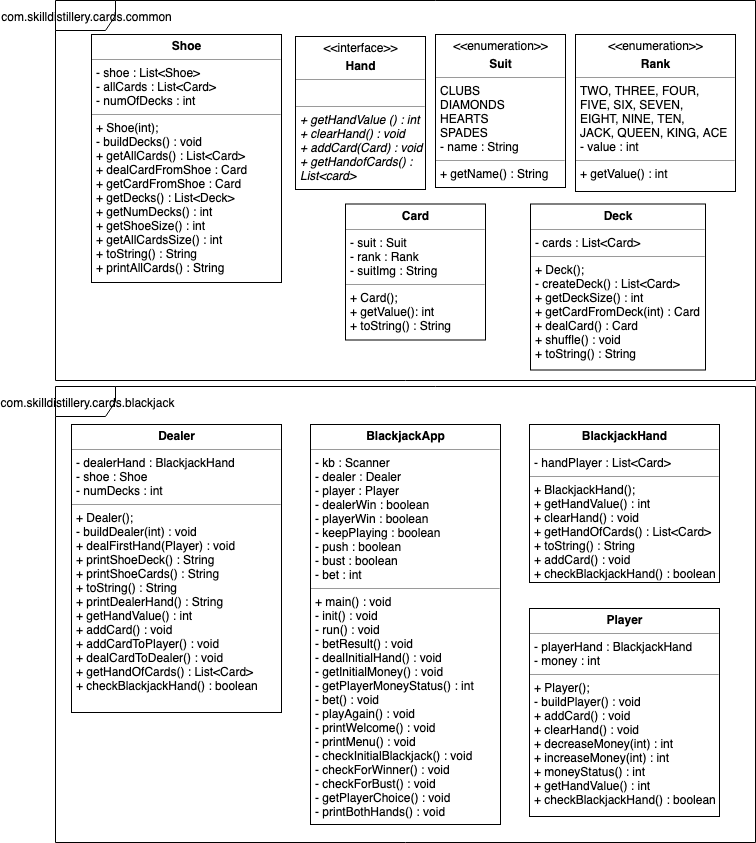 com.skilldistillery.cards.common
Shoe
- shoe : List<Shoe>
- allCards : List<Card>
- numOfDecks : int
+ Shoe(int);
- buildDecks() : void
+ getAllCards() : List<Card>
+ dealCardFromShoe : Card
+ getCardFromShoe : Card
+ getDecks() : List<Deck>
+ getNumDecks() : int
+ getShoeSize() : int
+ getAllCardsSize() : int
+ toString() : String
+ printAllCards() : String
<<interface>>
Hand
+ getHandValue () : int
+ clearHand() : void
+ addCard(Card) : void
+ getHandofCards() :
List<card>
<<enumeration>>
Suit
CLUBS
DIAMONDS
HEARTS
SPADES
- name : String
+ getName() : String
<<enumeration>>
Rank
TWO, THREE, FOUR,
FIVE, SIX, SEVEN,
EIGHT, NINE, TEN,
JACK, QUEEN, KING, ACE
- value : int
+ getValue() : int
Card
- suit : Suit
- rank : Rank
- suitImg : String
+ Card();
+ getValue(): int
+ toString() : String
Deck
- cards : List<Card>
+ Deck();
- createDeck() : List<Card>
+ getDeckSize() : int
+ getCardFromDeck(int) : Card
+ dealCard() : Card
+ shuffle() : void
+ toString() : String
com.skilldistillery.cards.blackjack
Dealer
- dealerHand : BlackjackHand
- shoe : Shoe
- numDecks : int
+ Dealer();
- buildDealer(int) : void
+ dealFirstHand(Player) : void
+ printShoeDeck() : String
+ printShoeCards() : String
+ toString() : String
+ printDealerHand() : String
+ getHandValue() : int
+ addCard() : void
+ addCardToPlayer() : void
+ dealCardToDealer() : void
+ getHandOfCards() : List<Card>
+ checkBlackjackHand() : boolean
BlackjackApp
- kb : Scanner
- dealer : Dealer
- player : Player
- dealerWin : boolean
- playerWin : boolean
- keepPlaying : boolean
- push : boolean
- bust : boolean
- bet : int
+ main() : void
- init() : void
- run() : void
- betResult() : void
- dealInitialHand() : void
- getInitialMoney() : void
- getPlayerMoneyStatus() : int
- bet() : void
- playAgain() : void
- printWelcome() : void
- printMenu() : void
- checkInitialBlackjack() : void
- checkForWinner() : void
- checkForBust() : void
- getPlayerChoice() : void
- printBothHands() : void
BlackjackHand
- handPlayer : List<Card>
+ BlackjackHand();
+ getHandValue() : int
+ clearHand() : void
+ getHandOfCards() : List<Card>
+ toString() : String
+ addCard() : void
+ checkBlackjackHand() : boolean
Player
- playerHand : BlackjackHand
- money : int
+ Player();
- buildPlayer() : void
+ addCard() : void
+ clearHand() : void
+ decreaseMoney(int) : int
+ increaseMoney(int) : int
+ moneyStatus() : int
+ getHandValue() : int
+ checkBlackjackHand() : boolean